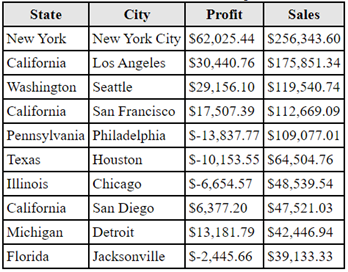 State City Profit Sales
New York New York City $62,025.44 $256,343.60
California Los Angeles $30,440.76 $175,851.34
Washington Seattle $29,156.10 $119,540.74
California San Francisco $17,507.39 $112,669.09
Pennsylvania Philadelphia $-13,837.77 $109,077.01
Texas Houston $-10,153.55 $64,504.76
Illinois Chicago $-6,654.57 $48,539.54
California San Diego $6,377.20 $47,521.03
Michigan Detroit $13,181.79 $42,446.94
Florida Jacksonville $-2,445.66 $39,133.33